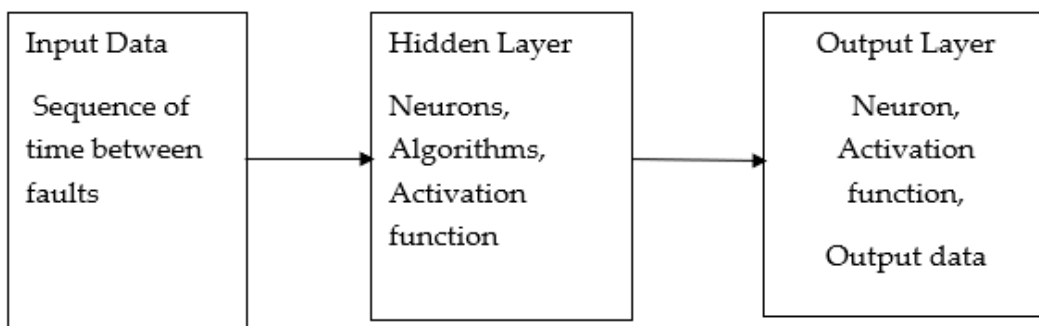 Input Data
Sequence of
time between
faults
Hidden Layer
Neurons,
Algorithms,
Activation
function
Output Layer
Neuron,
Activation
function,
Output data